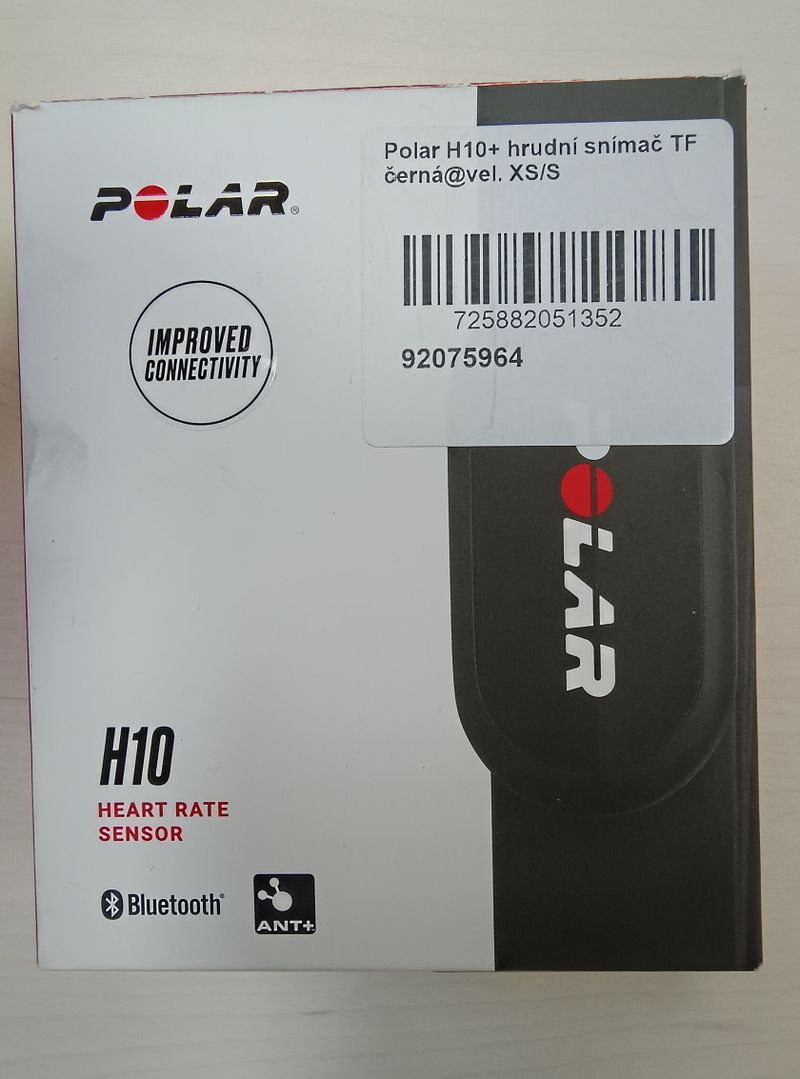 POLAR®
Polar H10+ hrudní snímač TF
černá@vel. XS/S
725882051352
92075964
IMPROVED
CONNECTIVITY
POLAR
H10
HEART RATE
SENSOR
Bluetooth®
ANT+